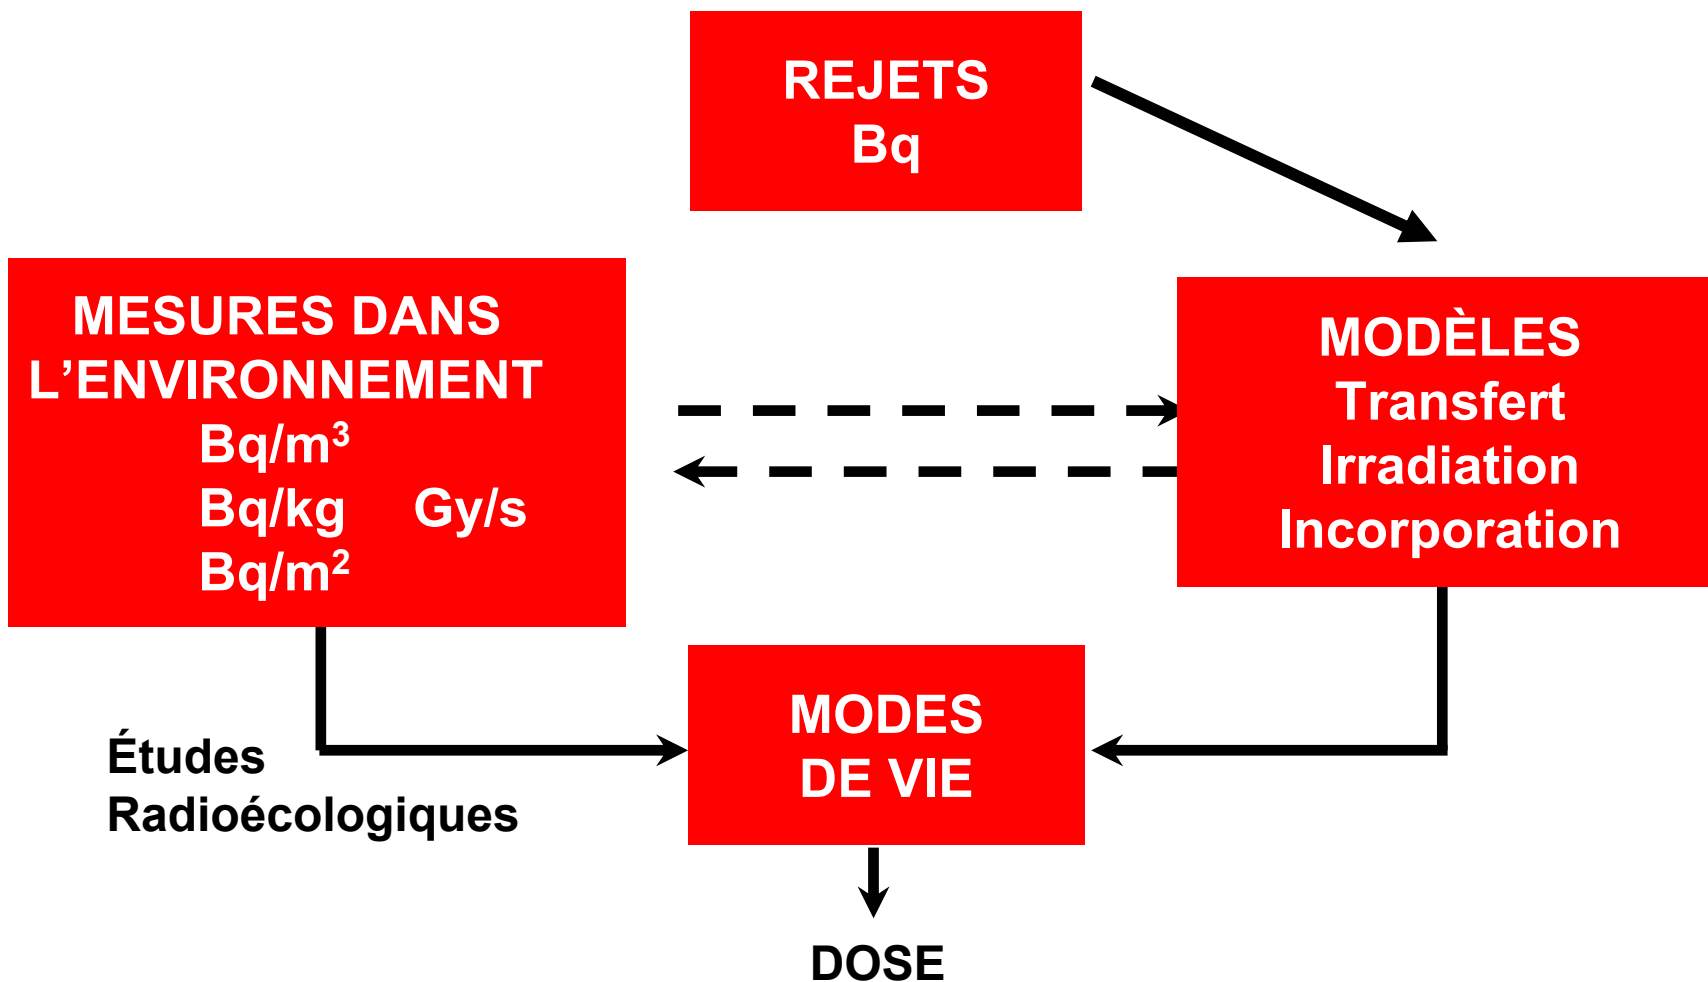 REJETS
Bq
MESURES DANS
L’ENVIRONNEMENT
Bq/m³
Bq/kg Gy/s
Bq/m²
MODÈLES
Transfert
Irradiation
Incorporation
MODES
DE VIE
Études
Radioécologiques
DOSE